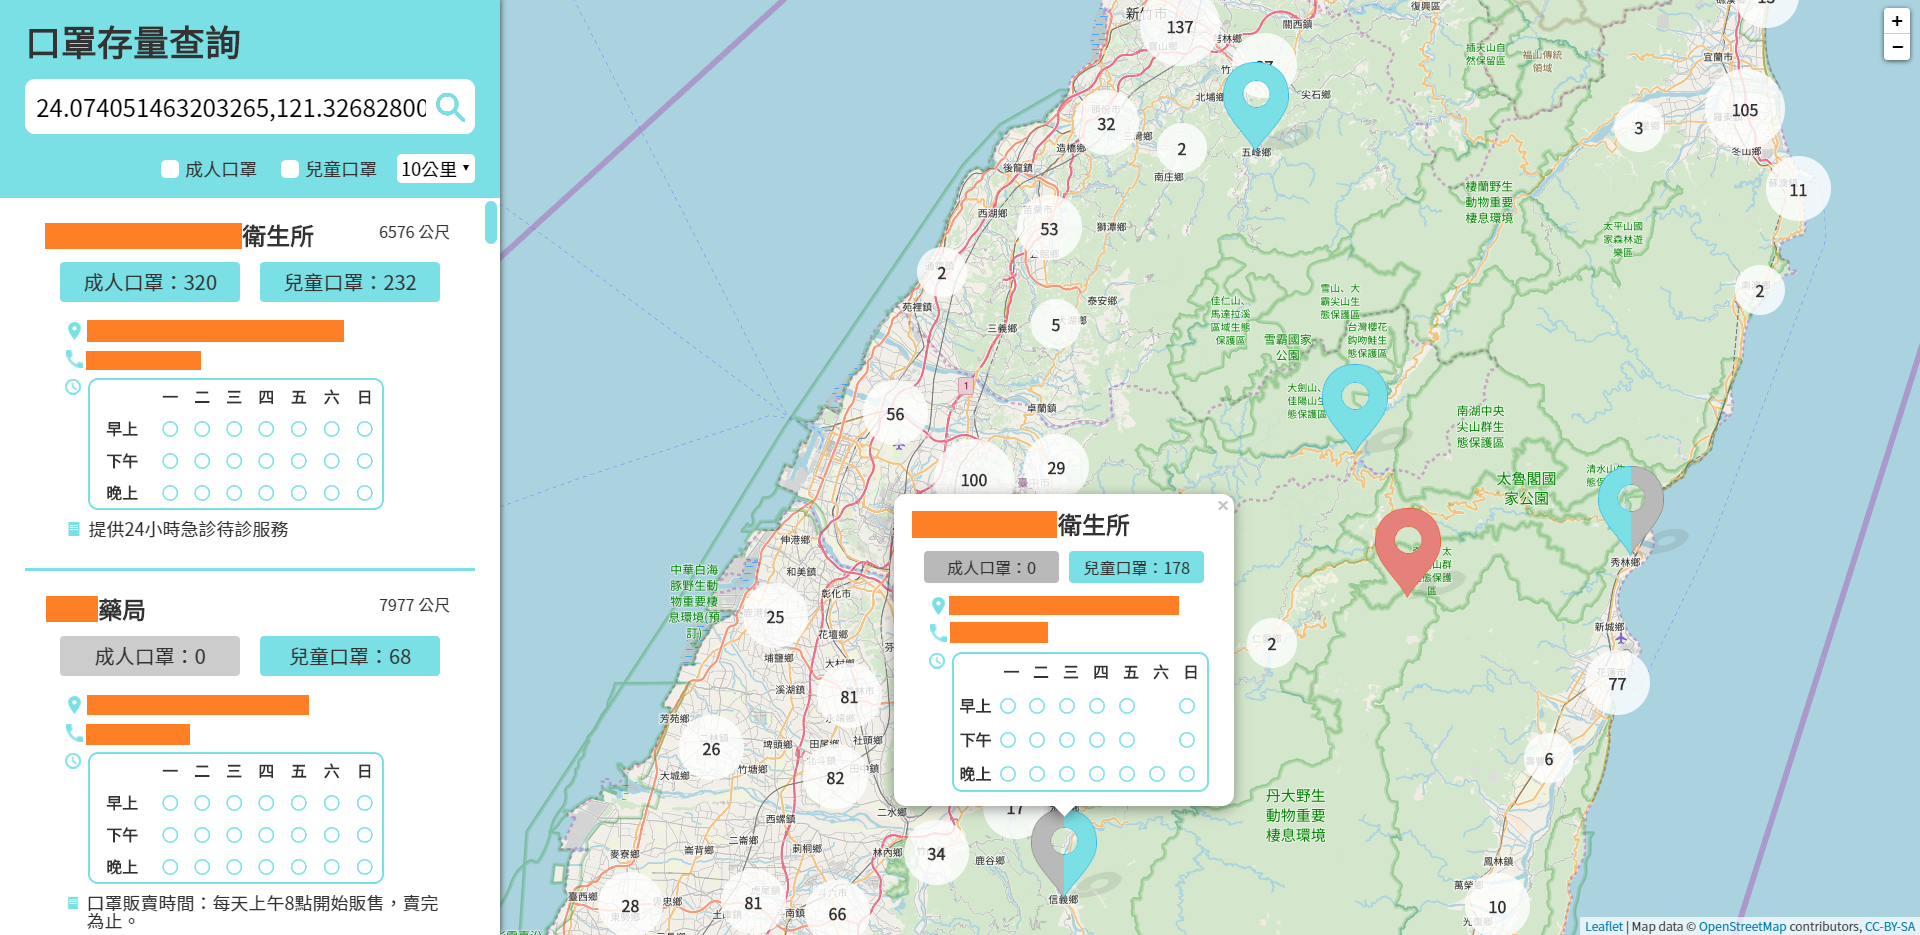 口罩存量查詢
24.074051463203265,121.32682800
成人口罩
兒童口罩
10公里
衛生所
6576 公尺
成人口罩：320
兒童口罩：232
一 二 三 四 五 六 日
早上
下午
晚上
提供24小時急診待診服務
藥局
7977 公尺
成人口罩：0
兒童口罩：68
一 二 三 四 五 六 日
早上
下午
晚上
口罩販賣時間：每天上午8點開始販售，賣完
為止。
衛生所
×
成人口罩：0
兒童口罩：178
一 二 三 四 五 六 日
早上
下午
晚上
+
−
新竹市
137
關西鎮
復興區
芎林鄉
寶山鄉
插天山自
然保留區
福山傳統
領域
宜蘭市
北埔鄉
尖石鄉
頭份市
32
三灣鄉
造橋鄉
2
五峰鄉
3
105
冬山鄉
後龍鎮
南庄鄉
11
棲蘭野生
動物重要
棲息環境
西湖鄉
53
獅潭鄉
太平山國
家森林遊
樂區
2
苑裡鎮
泰安鄉
2
佳仁山、
馬達拉溪
區域生態
保護區
雪山、大
霸尖山生
態保護區
三義鄉
5
雪霸國家
公園
台灣櫻花
鈎吻鮭生
態保護區
1
卓蘭鎮
56
大劍山、
佳陽山生
態保護區
南湖中央
尖山群生
態保護區
100
29
太魯閣國
家公園
清水山生
伸港鄉
和美鎮
中華白海
豚野生動
物重要棲
息環境(預
訂)
彰化市
秀林鄉
25
花壇鄉
新城鄉
2
埔鹽鄉
大村鄉
溪湖鎮
81
77
芳苑鄉
26
埤頭鄉
田尾鄉
社頭鄉
大城鄉
竹塘鄉
82
6
丹大野生
動物重要
棲息環境
17
二水鄉
西螺鎮
二崙鄉
莿桐鄉
崙背鄉
麥寮鄉
林內鄉
34
鹿谷鄉
鳳林鎮
萬榮鄉
信義鄉
臺西鄉
28
81
66
10
Leaflet | Map data © OpenStreetMap contributors, CC-BY-SA